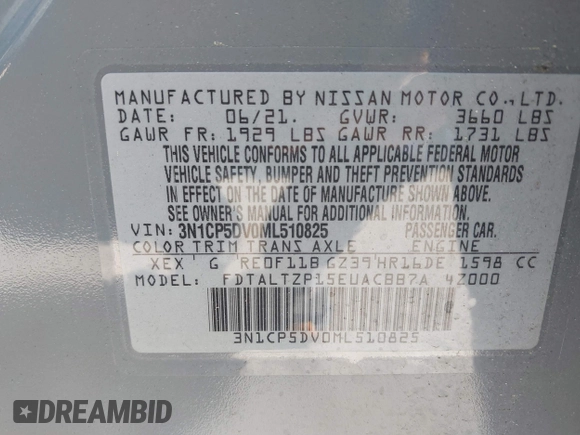 MANUFACTURED BY NISSAN MOTOR CO.,LTD.
DATE: 06/21. GVWR: 3660 LBS
GAWR FR: 1929 LBS GAWR RR: 1731 LBS
THIS VEHICLE CONFORMS TO ALL APPLICABLE FEDERAL MOTOR
VEHICLE SAFETY, BUMPER AND THEFT PREVENTION STANDARDS
IN EFFECT ON THE DATE OF MANUFACTURE SHOWN ABOVE.
SEE OWNER'S MANUAL FOR ADDITIONAL INFORMATION.
VIN: 3N1CP5DV0ML510825 PASSENGER CAR.
COLOR TRIM TRANS AXLE ENGINE
XEX G RE0F11B GZ39 HR16DE 1598 CC
MODEL: FDTALTZP15EUACBB7A 4Z000
3N1CP5DV0ML510825
DREAMBID